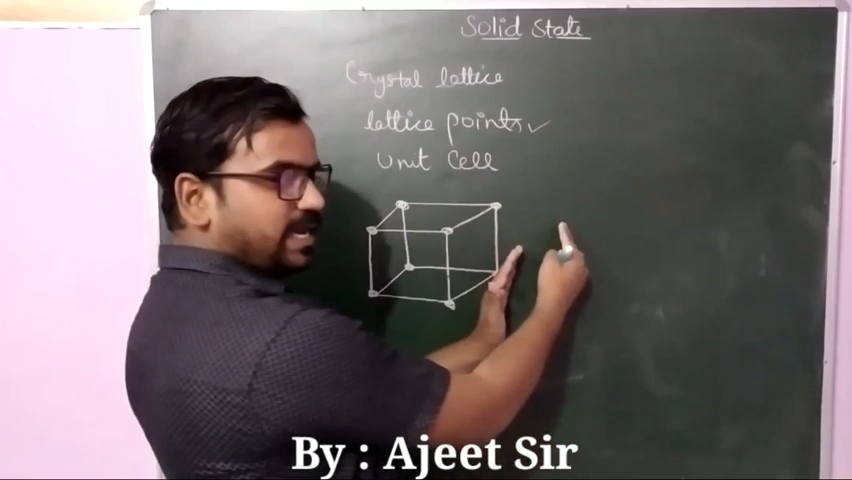 Solid State
Crystal lattice
lattice points ✓
Unit Cell
By : Ajeet Sir